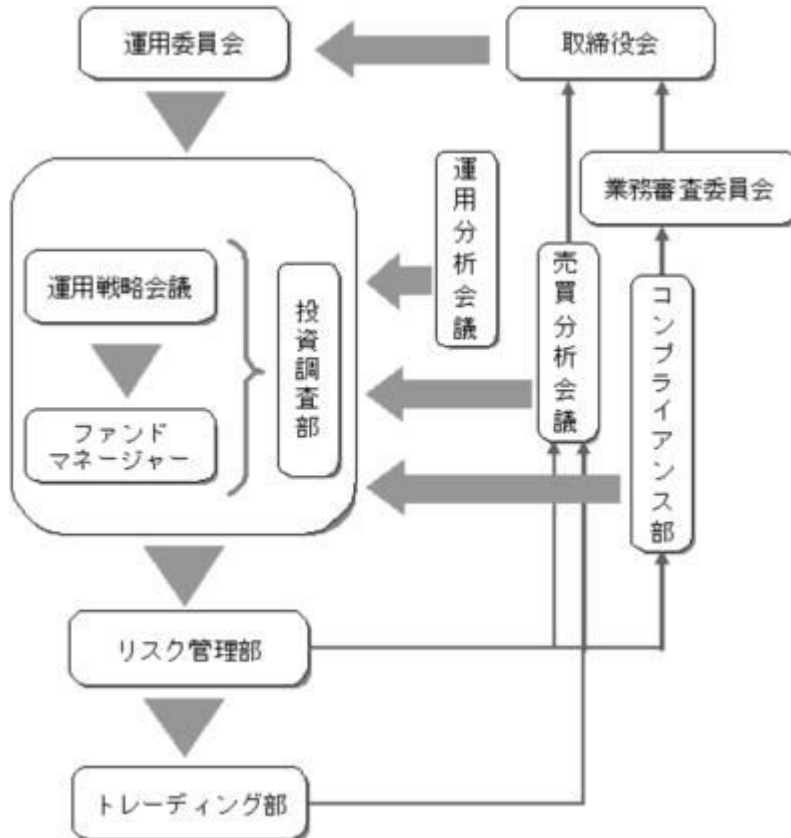 運用委員会
取締役会
業務審査委員会
運用分析会議
売買分析会議
コンプライアンス部
運用戦略会議
投資調査部
ファンド
マネージャー
リスク管理部
トレーディング部